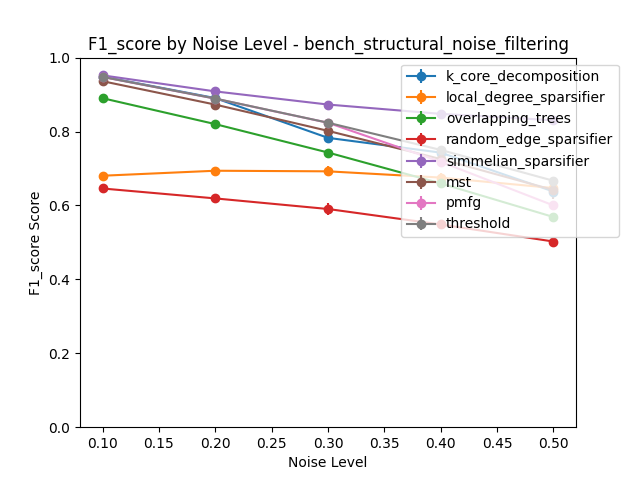 F1_score by Noise Level - bench_structural_noise_filtering
k_core_decomposition
local_degree_sparsifier
overlapping_trees
random_edge_sparsifier
simmelian_sparsifier
mst
pmfg
threshold
1.0
0.8
0.6
0.4
0.2
0.0
F1_score Score
0.10 0.15 0.20 0.25 0.30 0.35 0.40 0.45 0.50
Noise Level